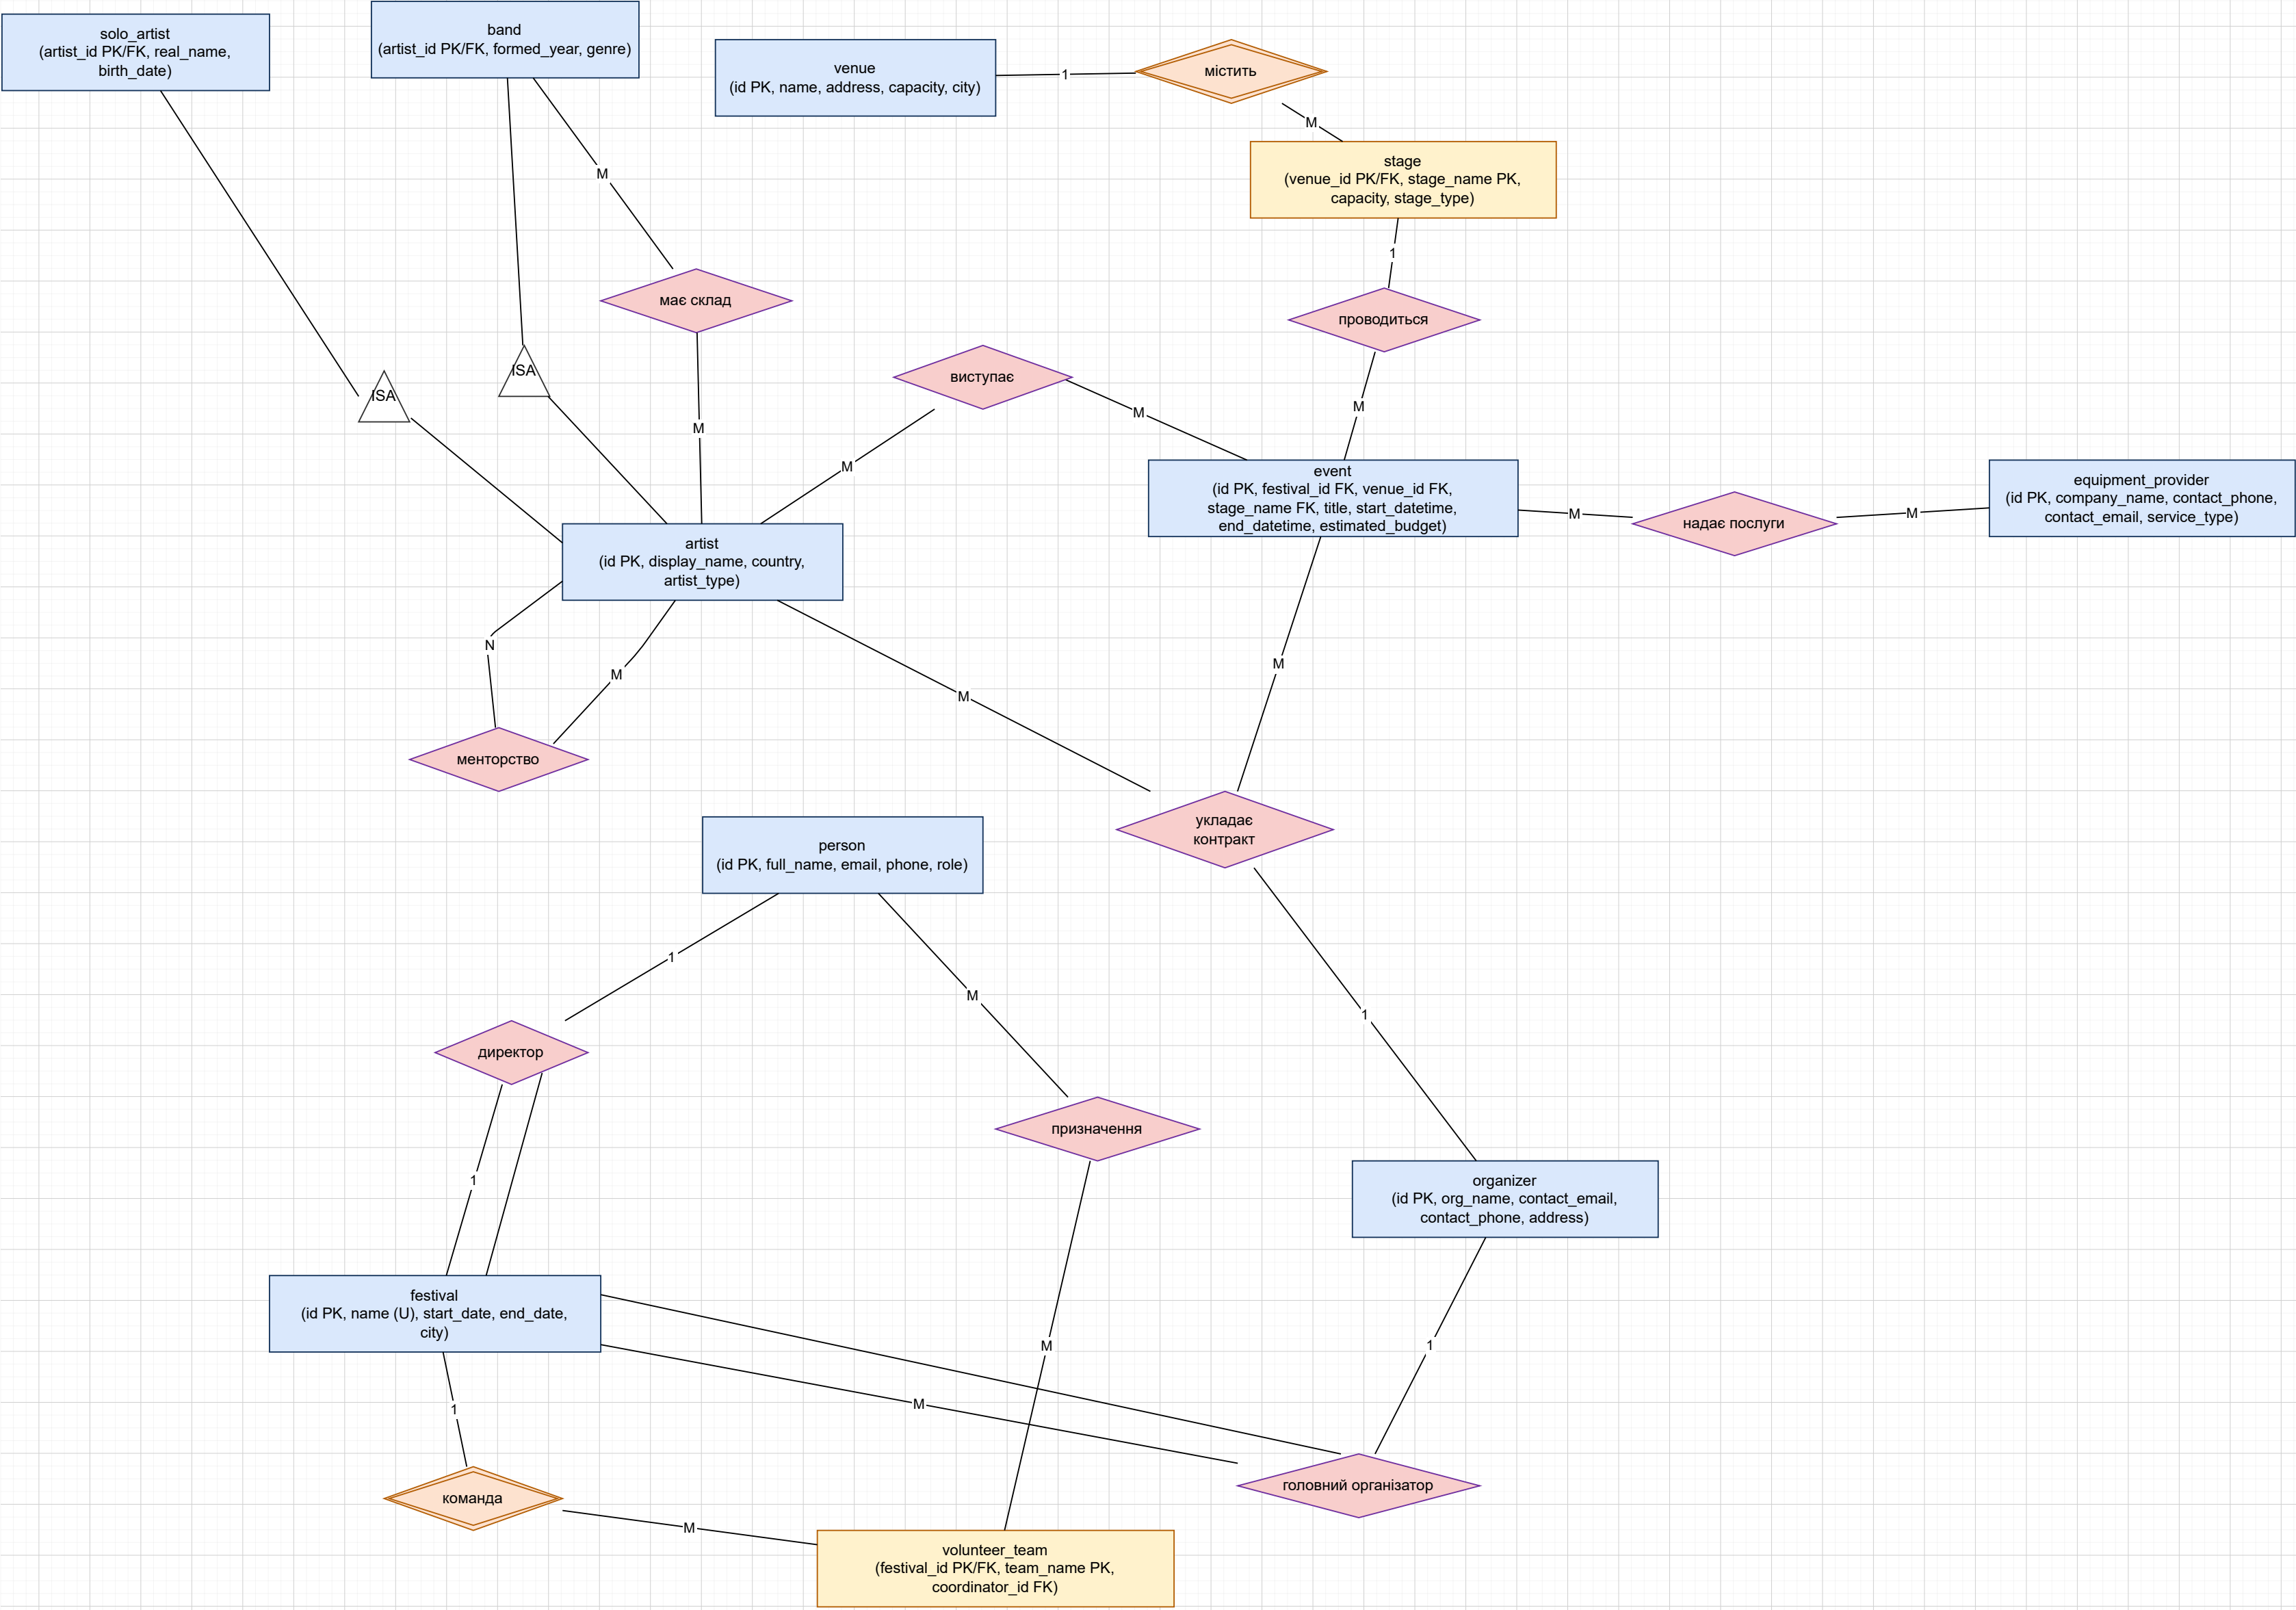 solo_artist
(artist_id PK/FK, real_name,
birth_date)
band
(artist_id PK/FK, formed_year, genre)
venue
(id PK, name, address, capacity, city)
1
містить
M
stage
(venue_id PK/FK, stage_name PK,
capacity, stage_type)
M
1
має склад
проводиться
ISA
ISA
виступає
M
M
M
M
event
(id PK, festival_id FK, venue_id FK,
stage_name FK, title, start_datetime,
end_datetime, estimated_budget)
M
надає послуги
M
equipment_provider
(id PK, company_name, contact_phone,
contact_email, service_type)
artist
(id PK, display_name, country,
artist_type)
N
M
M
M
менторство
укладає
контракт
person
(id PK, full_name, email, phone, role)
1
M
1
директор
призначення
1
organizer
(id PK, org_name, contact_email,
contact_phone, address)
festival
(id PK, name (U), start_date, end_date,
city)
M
1
1
M
команда
головний організатор
M
volunteer_team
(festival_id PK/FK, team_name PK,
coordinator_id FK)